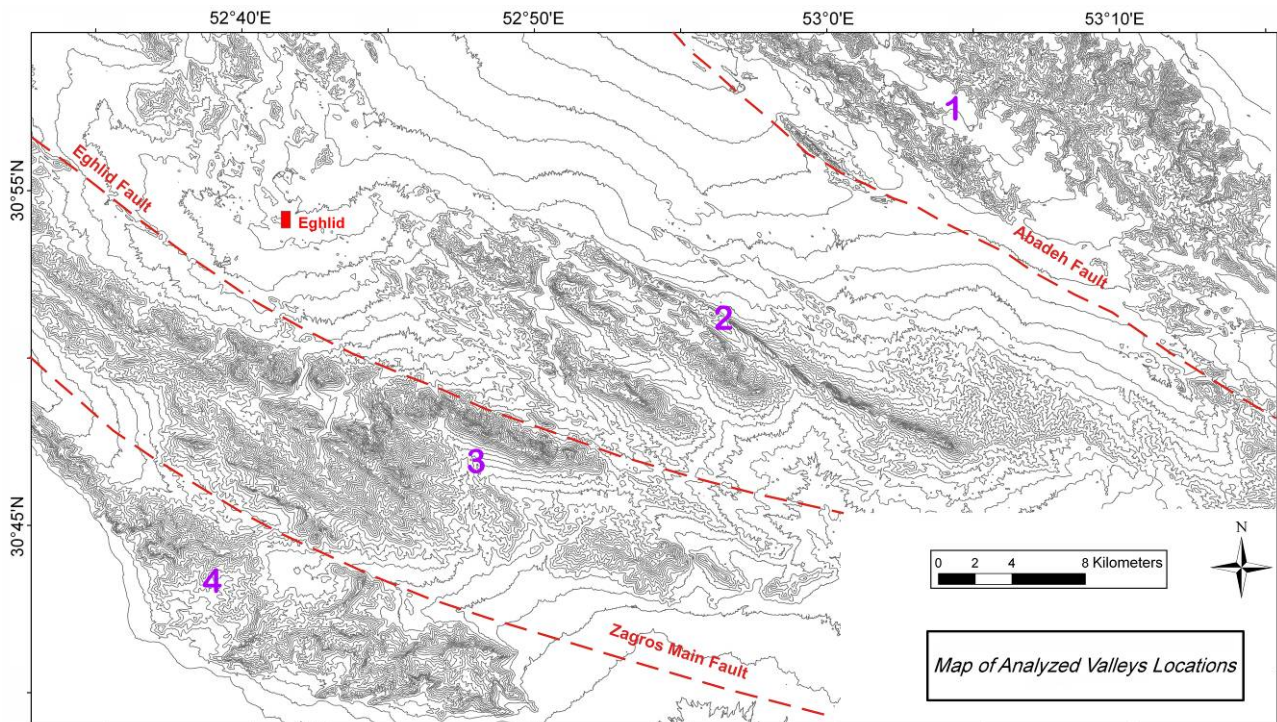 52°40'E
52°50'E
53°0'E
53°10'E
1
30°55'N
Eghlid Fault
Eghlid
Abadeh Fault
2
3
30°45'N
N
0 2 4 8 Kilometers
4
Zagros Main Fault
Map of Analyzed Valleys Locations